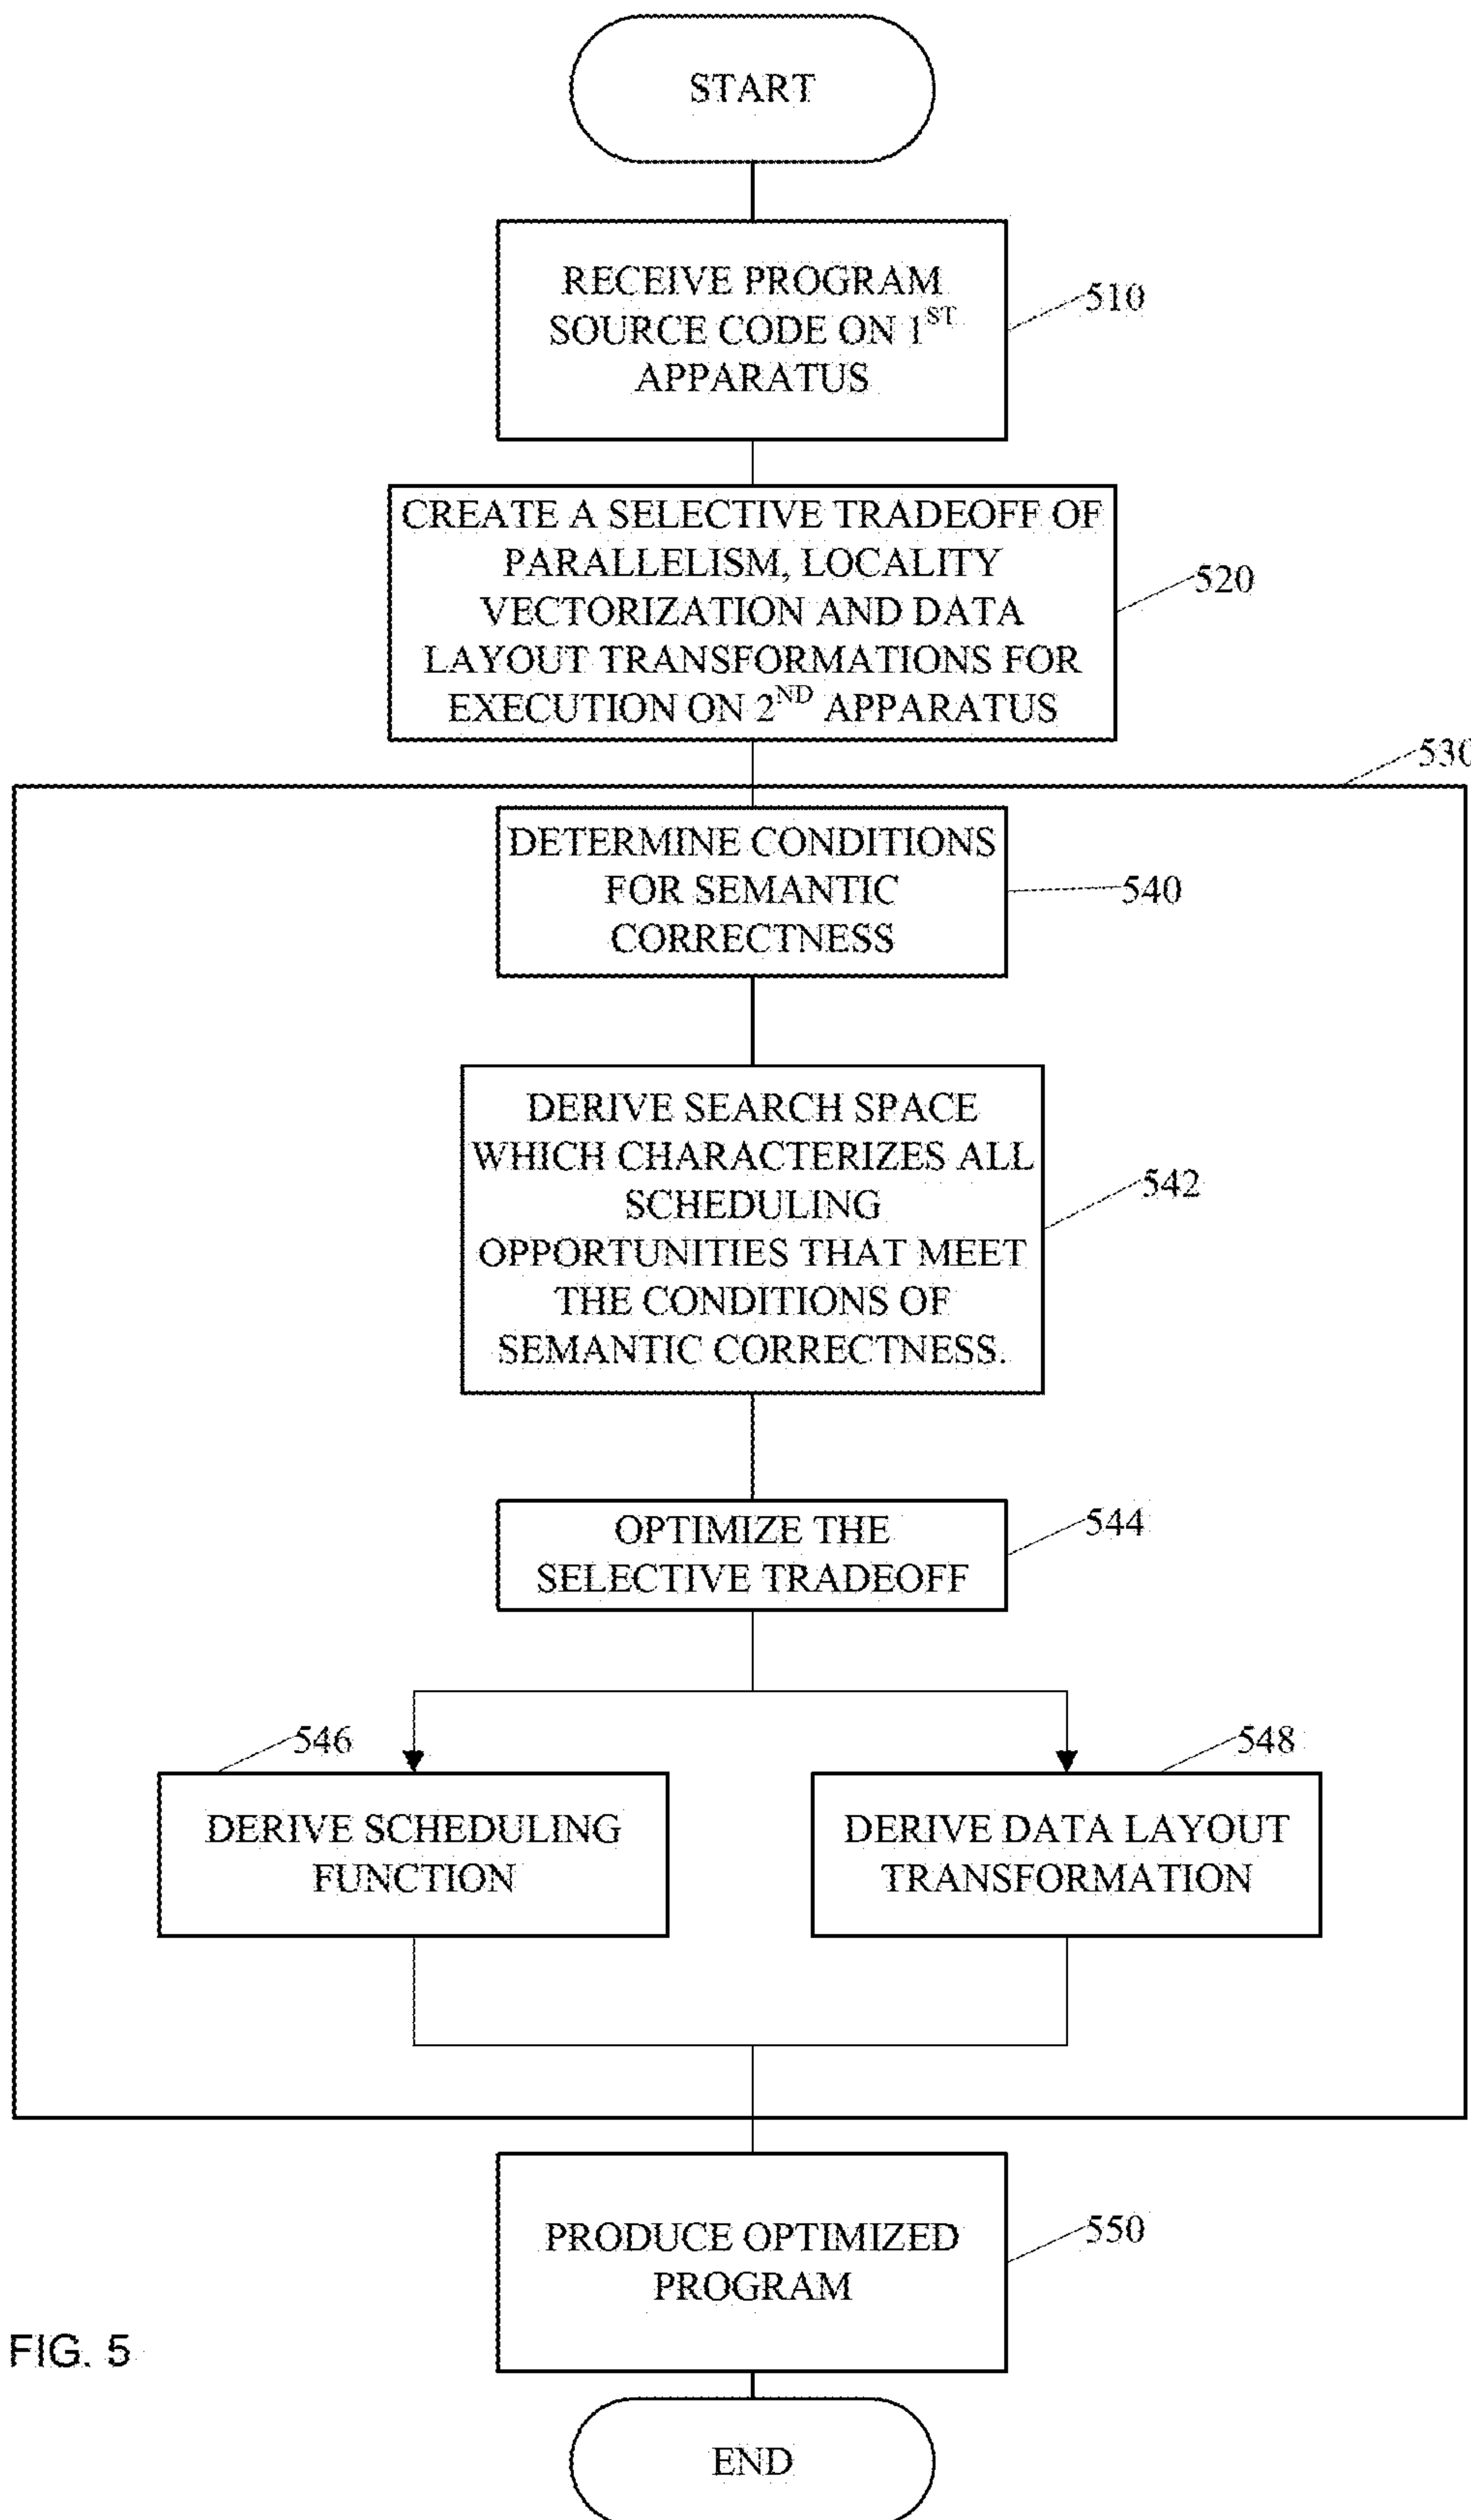 START
RECEIVE PROGRAM
SOURCE CODE ON 1ST
APPARATUS
510
CREATE A SELECTIVE TRADEOFF OF
PARALLELISM, LOCALITY
VECTORIZATION AND DATA
LAYOUT TRANSFORMATIONS FOR
EXECUTION ON 2ND APPARATUS
520
530
DETERMINE CONDITIONS
FOR SEMANTIC
CORRECTNESS
540
DERIVE SEARCH SPACE
WHICH CHARACTERIZES ALL
SCHEDULING
OPPORTUNITIES THAT MEET
THE CONDITIONS OF
SEMANTIC CORRECTNESS.
542
OPTIMIZE THE
SELECTIVE TRADEOFF
544
546
DERIVE SCHEDULING
FUNCTION
548
DERIVE DATA LAYOUT
TRANSFORMATION
PRODUCE OPTIMIZED
PROGRAM
550
FIG. 5
END